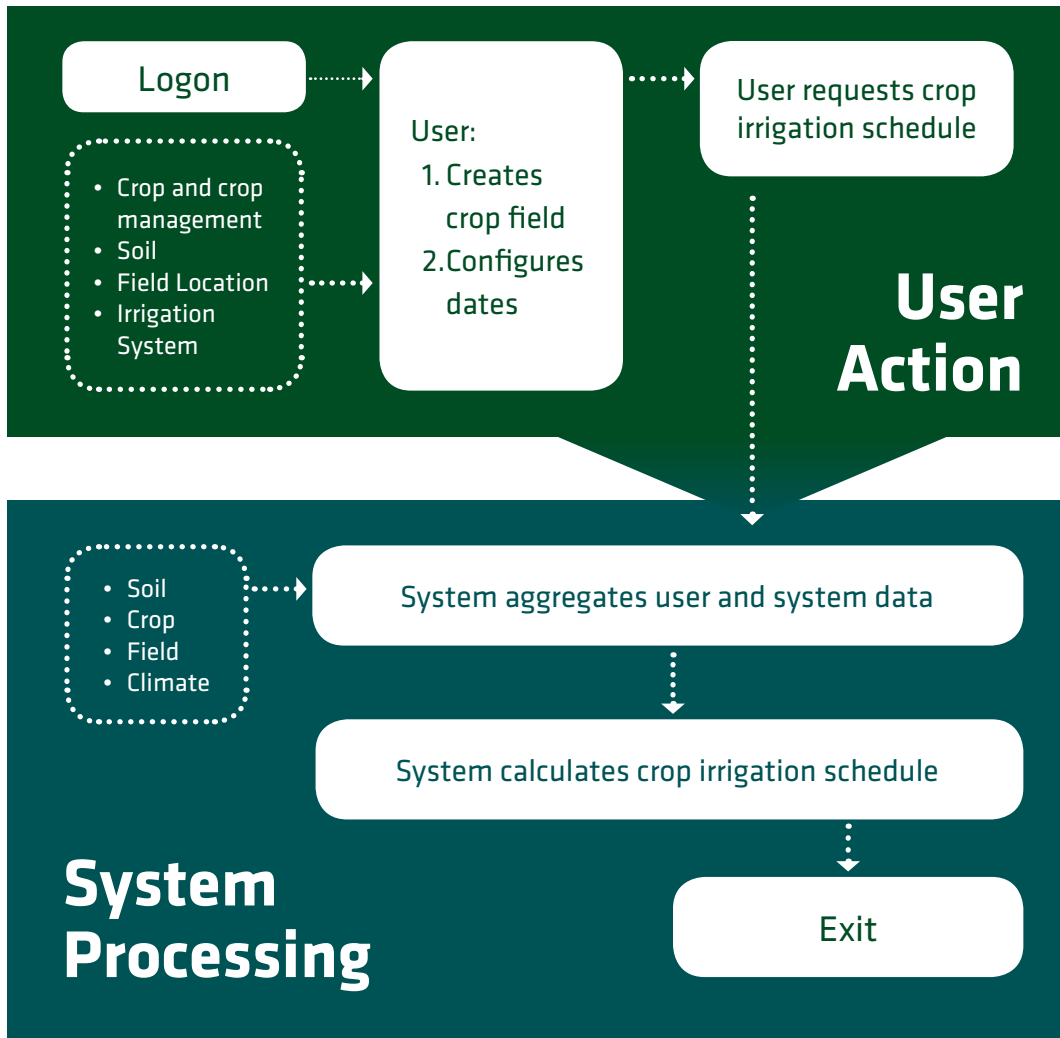 Logon
• Crop and crop
management
• Soil
• Field Location
• Irrigation
System
User:
1. Creates
crop field
2.Configures
dates
User requests crop
irrigation schedule
User
Action
• Soil
• Crop
• Field
• Climate
System aggregates user and system data
System calculates crop irrigation schedule
Exit
System
Processing